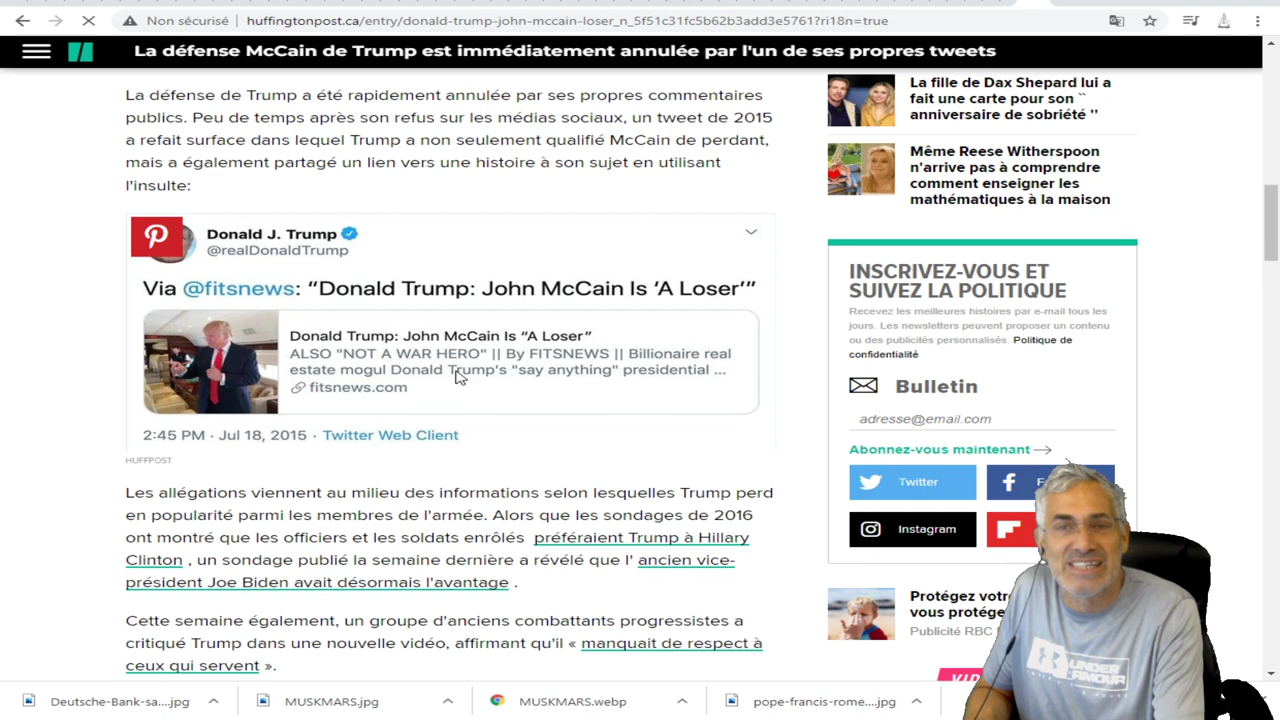 Non sécurisé
huffingtonpost.ca/entry/donald-trump-john-mccain-loser_n_5f51c31fc5b62b3add3e5761?ri18n=true
La défense McCain de Trump est immédiatement annulée par l'un de ses propres tweets
La défense de Trump a été rapidement annulée par ses propres commentaires
publics. Peu de temps après son refus sur les médias sociaux, un tweet de 2015
a refait surface dans lequel Trump a non seulement qualifié McCain de perdant,
mais a également partagé un lien vers une histoire à son sujet en utilisant
l'insulte:
Donald J. Trump
@realDonaldTrump
Via @fitsnews: “Donald Trump: John McCain Is ‘A Loser’”
Donald Trump: John McCain Is “A Loser”
ALSO "NOT A WAR HERO" || By FITSNEWS || Billionaire real
estate mogul Donald Trump's "say anything" presidential ...
fitsnews.com
2:45 PM · Jul 18, 2015 · Twitter Web Client
HUFFPOST
Les allégations viennent au milieu des informations selon lesquelles Trump perd
en popularité parmi les membres de l'armée. Alors que les sondages de 2016
ont montré que les officiers et les soldats enrôlés préféraient Trump à Hillary
Clinton , un sondage publié la semaine dernière a révélé que l' ancien vice-
président Joe Biden avait désormais l'avantage .
Cette semaine également, un groupe d'anciens combattants progressistes a
critiqué Trump dans une nouvelle vidéo, affirmant qu'il « manquait de respect à
ceux qui servent ».
La fille de Dax Shepard lui a
fait une carte pour son ``
anniversaire de sobriété ''
Même Reese Witherspoon
n'arrive pas à comprendre
comment enseigner les
mathématiques à la maison
INSCRIVEZ-VOUS ET
SUIVEZ LA POLITIQUE
Recevez les meilleures histoires par e-mail tous les
jours. Les newsletters peuvent proposer un contenu
ou des publicités personnalisés. Politique de
confidentialité
Bulletin
adresse@email.com
Abonnez-vous maintenant
Twitter
Instagram
Protégez
vous
Publicité RBC
UNDER
ARMOUR
Deutsche-Bank-sa....jpg
MUSKMARS.jpg
MUSKMARS.webp
pope-francis-rome....jpg